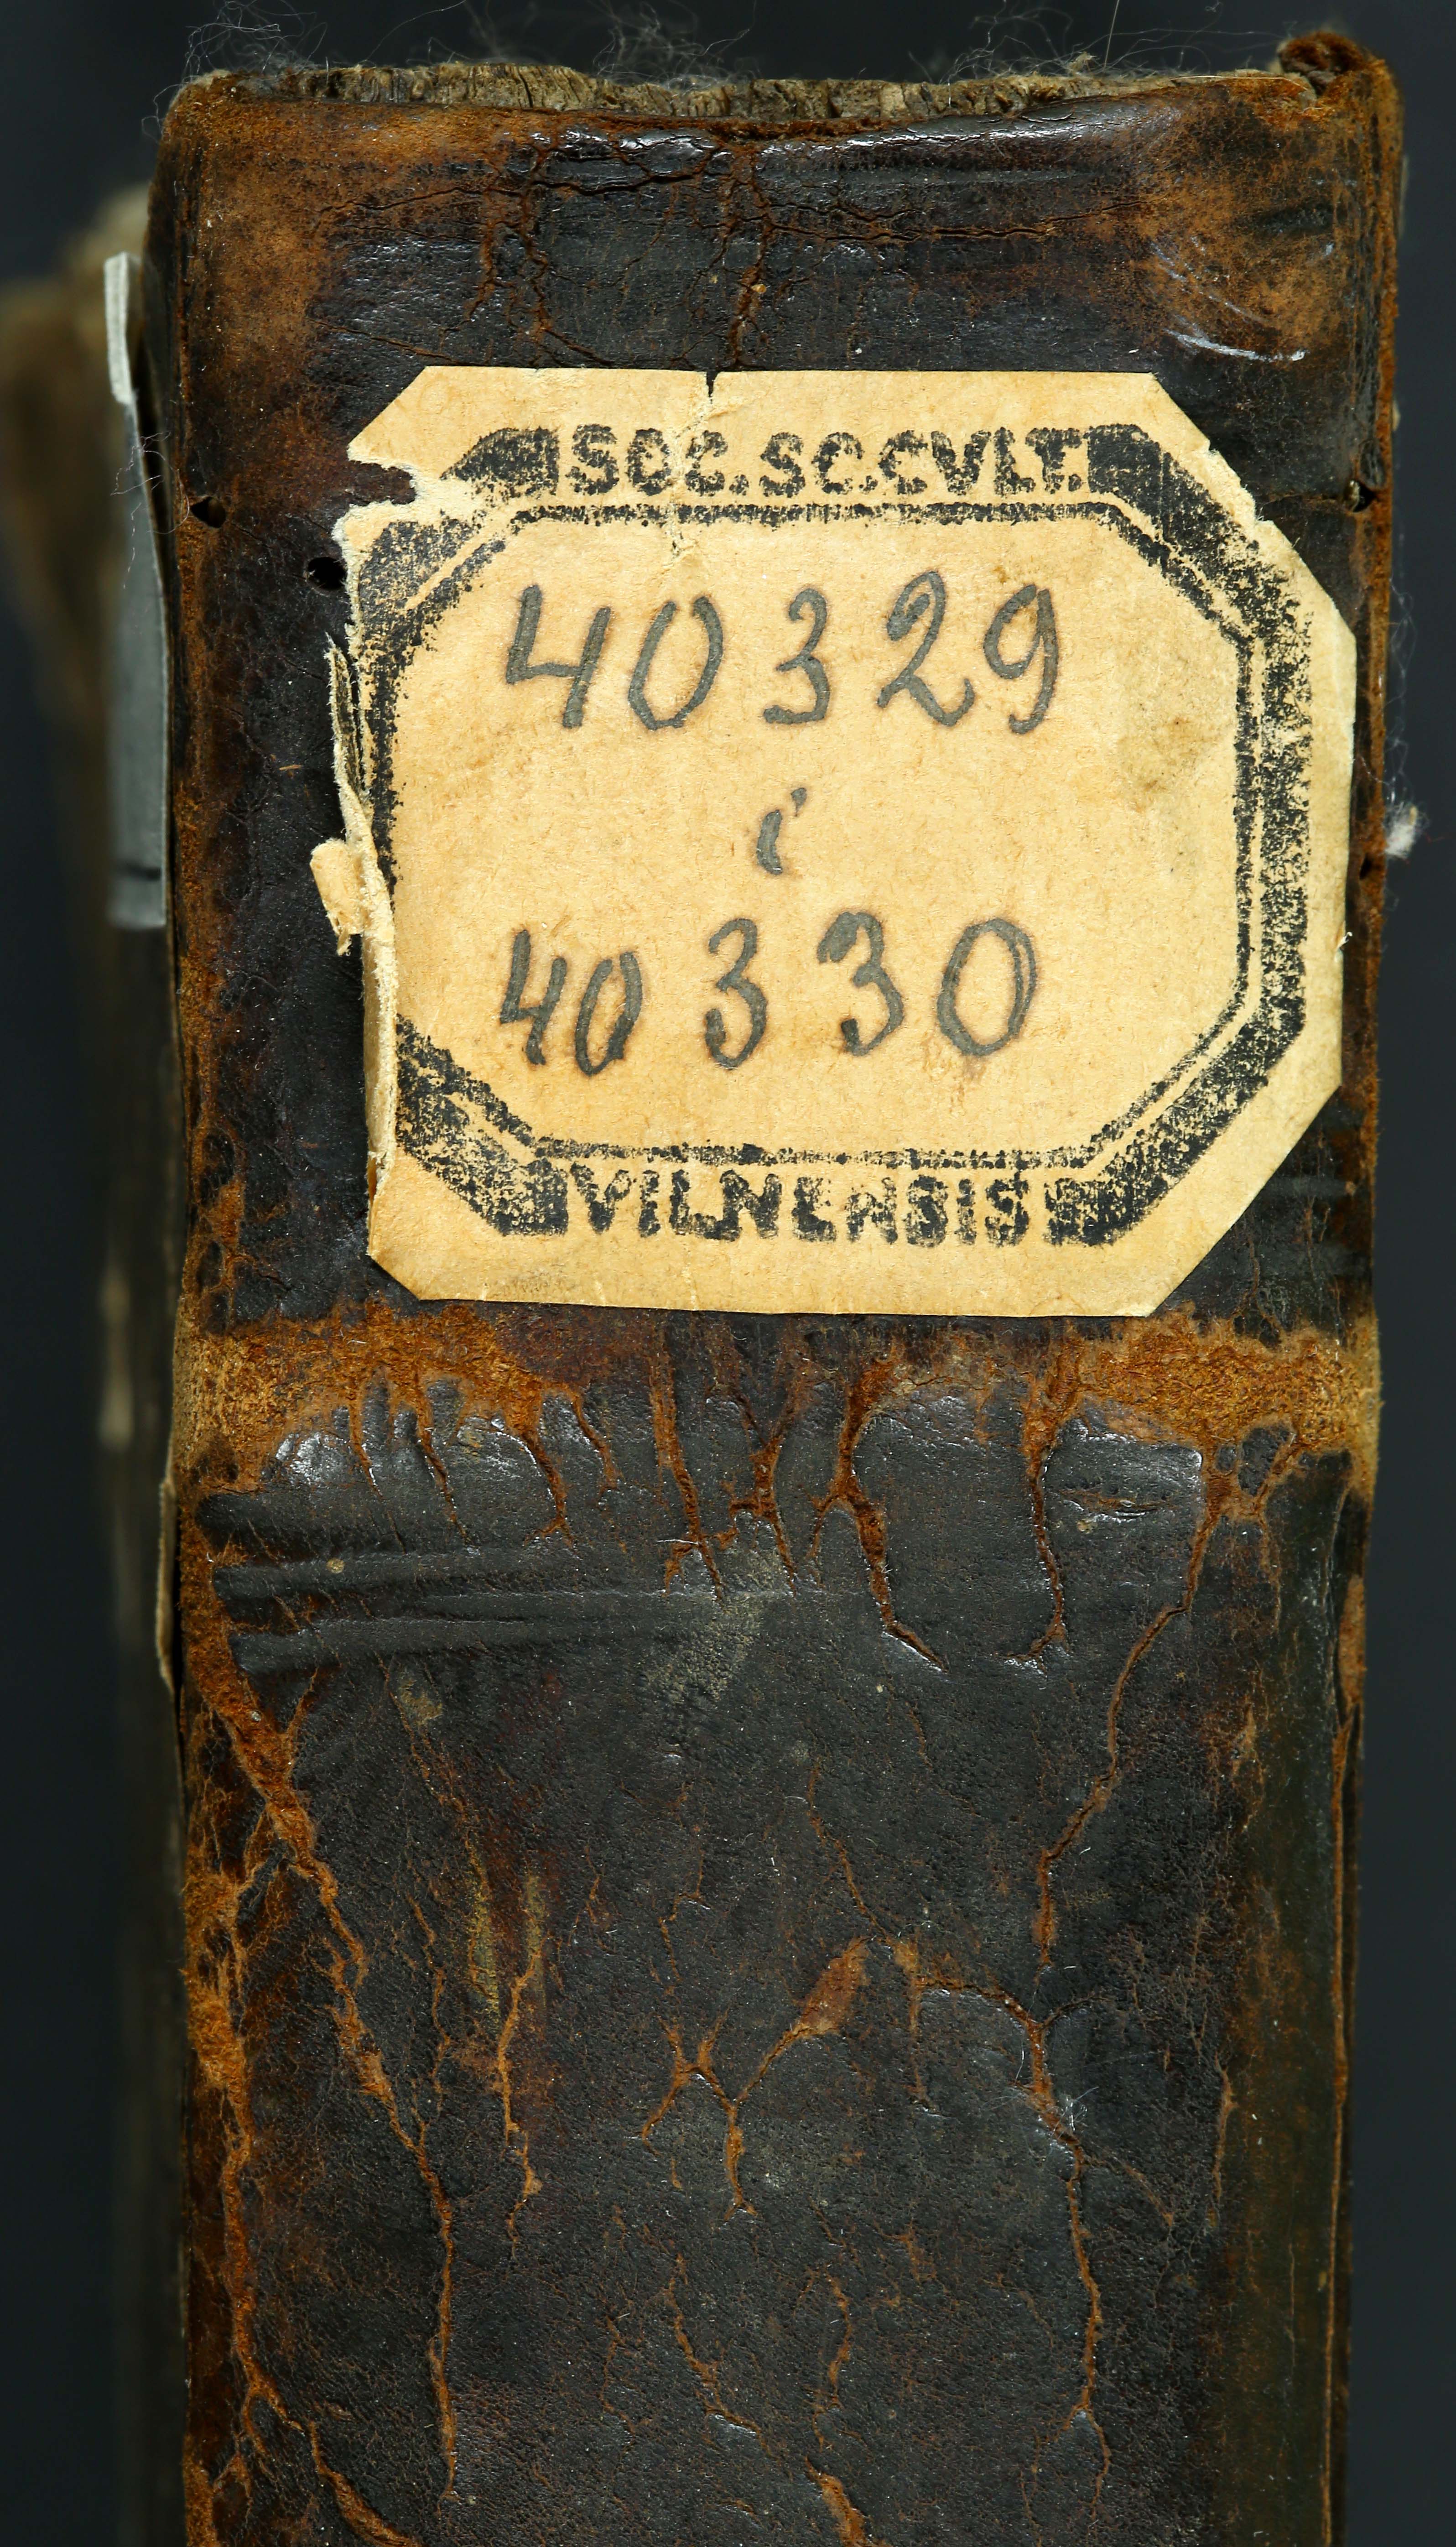 SOC.SC.CVLT.
40329
i
40330
VILNENSIS